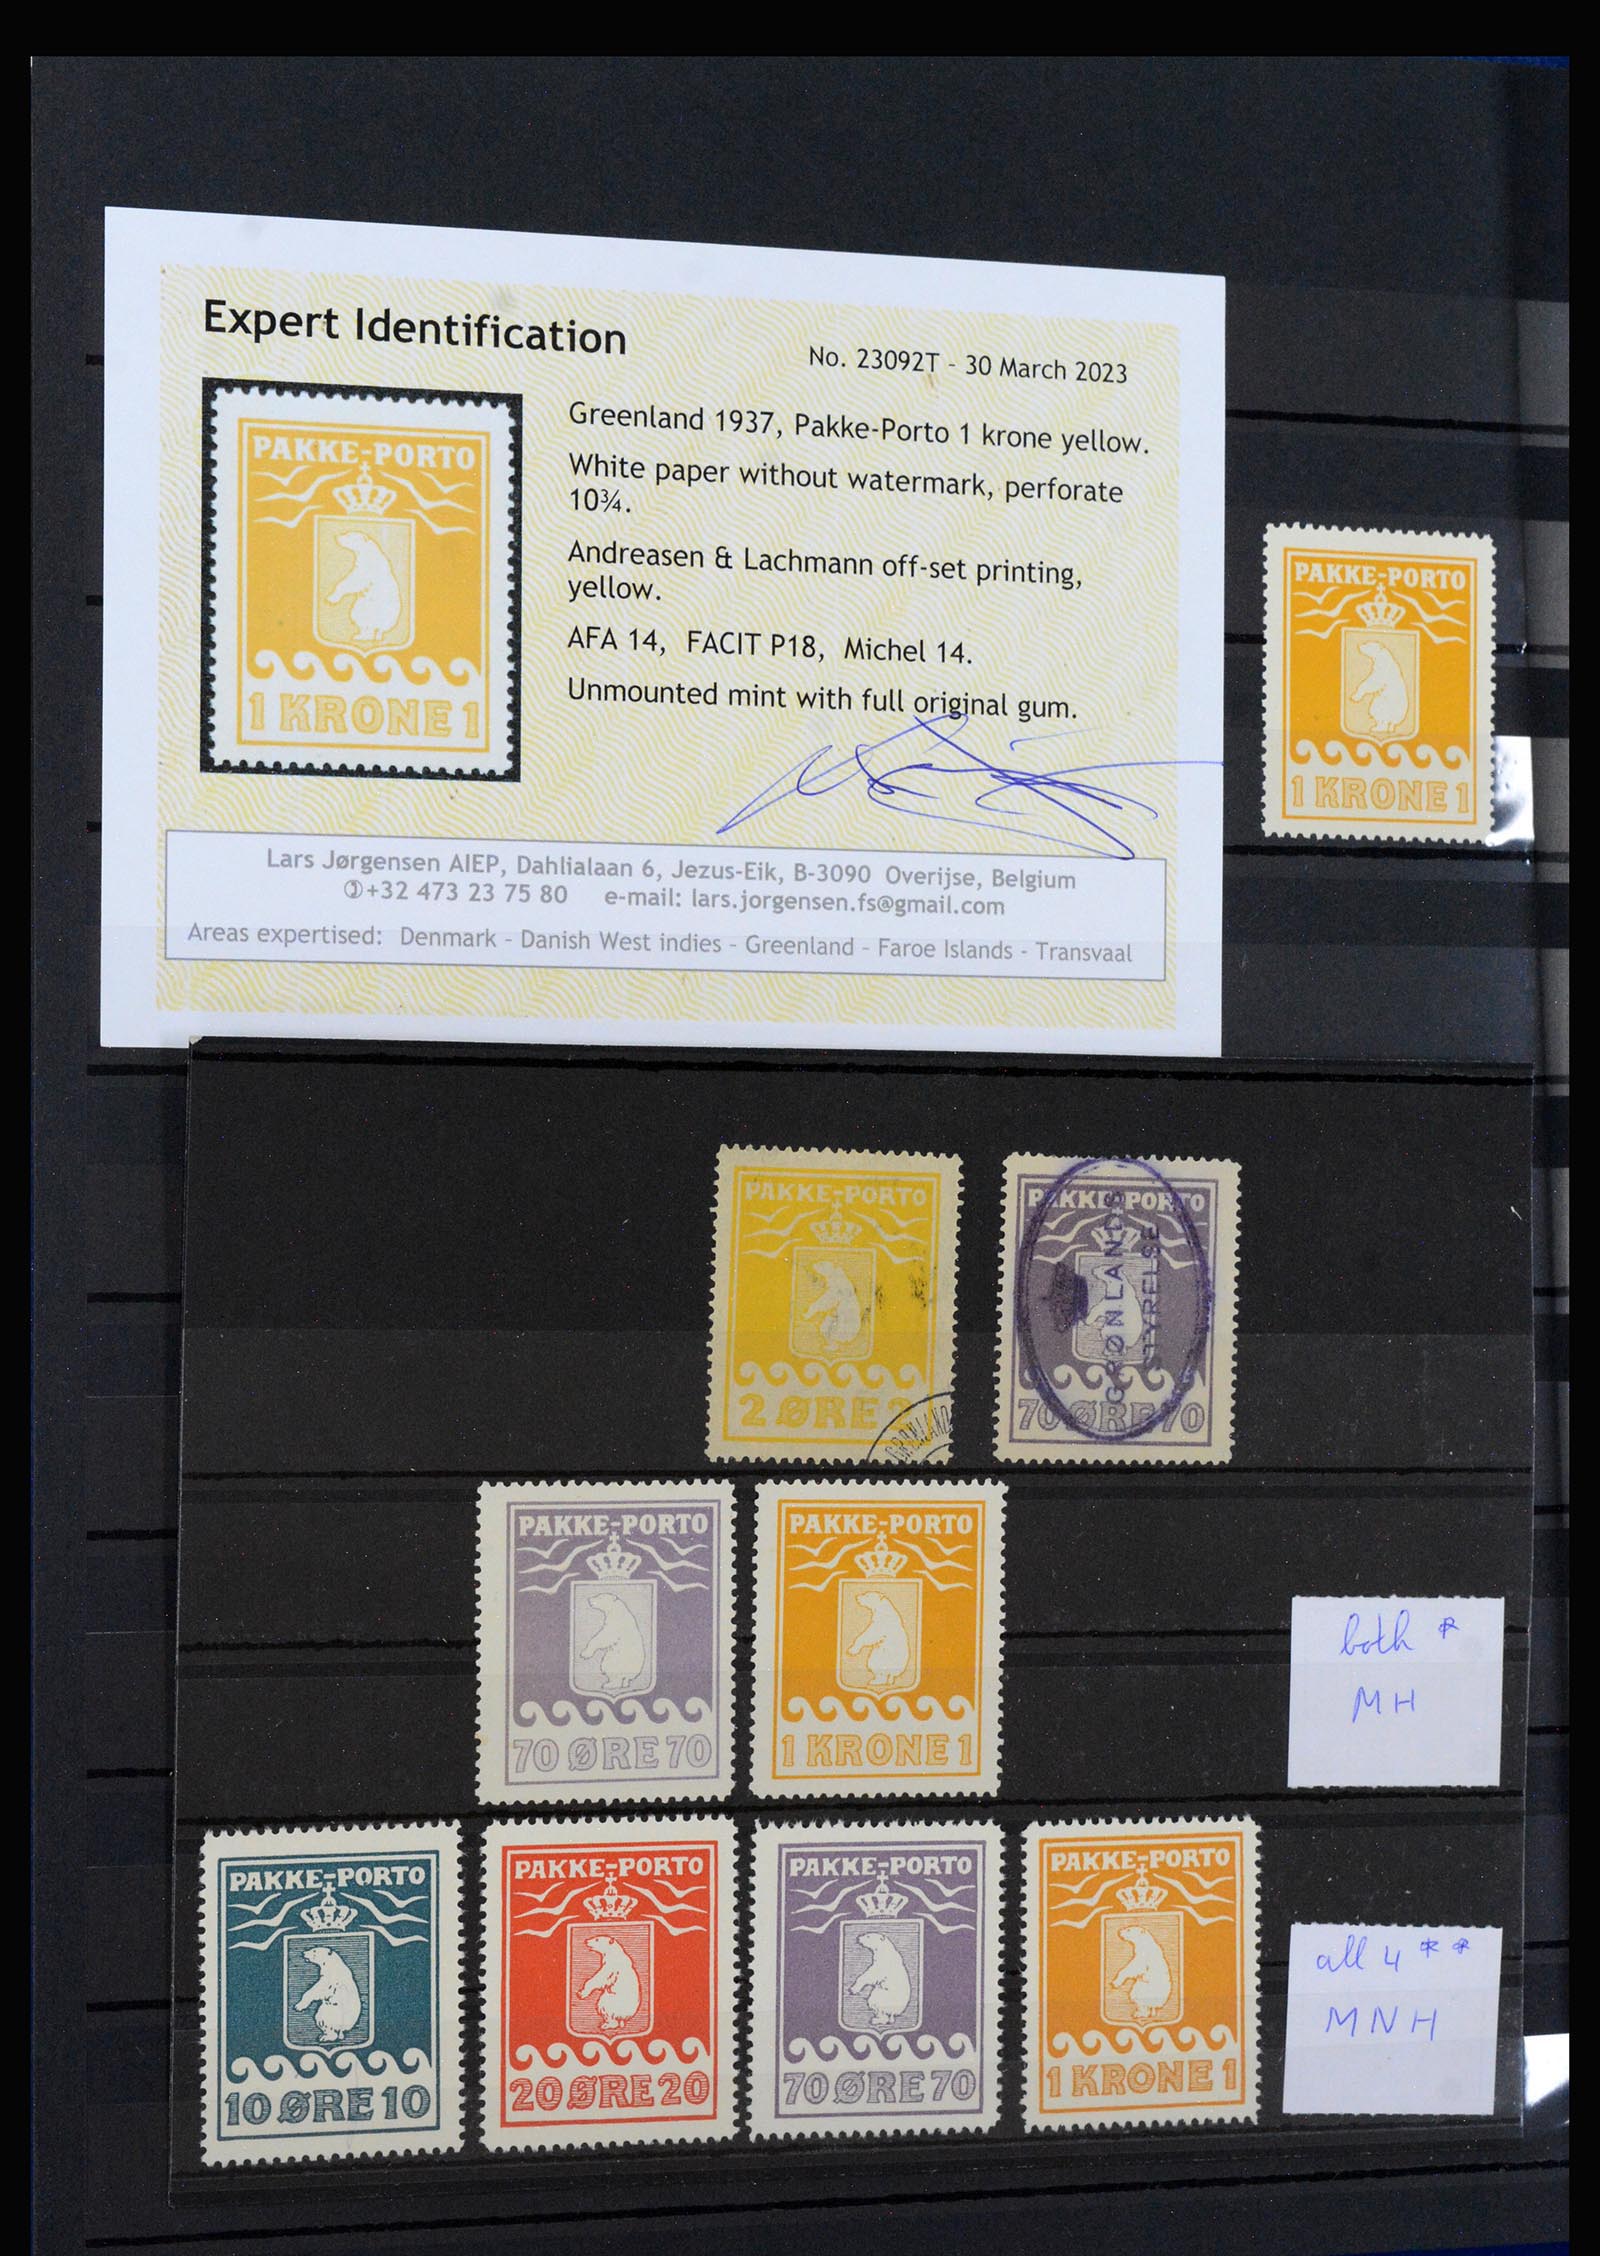 Expert Identification
No. 23092T – 30 March 2023
PAKKE-PORTO
1 KRONE 1
Greenland 1937, Pakke-Porto 1 krone yellow.
White paper without watermark, perforate
10¾.
Andreasen & Lachmann off-set printing,
yellow.
AFA 14, FACIT P18, Michel 14.
Unmounted mint with full original gum.
Lars Jørgensen AIEP, Dahlialaan 6, Jezus-Eik, B-3090 Overijse, Belgium
✆+32 473 23 75 80 e-mail: lars.jorgensen.fs@gmail.com
Areas expertised: Denmark – Danish West indies – Greenland – Faroe Islands - Transvaal
PAKKE-PORTO
1 KRONE 1
PAKKE-PORTO
2 ØRE 2
GRØNLANDS
PAKKE-PORTO
70 ØRE 70
GRØNLANDS
STYRELSE
PAKKE-PORTO
70 ØRE 70
PAKKE-PORTO
1 KRONE 1
both *
MH
PAKKE-PORTO
10 ØRE 10
PAKKE-PORTO
20 ØRE 20
PAKKE-PORTO
70 ØRE 70
PAKKE-PORTO
1 KRONE 1
all 4 * *
MNH